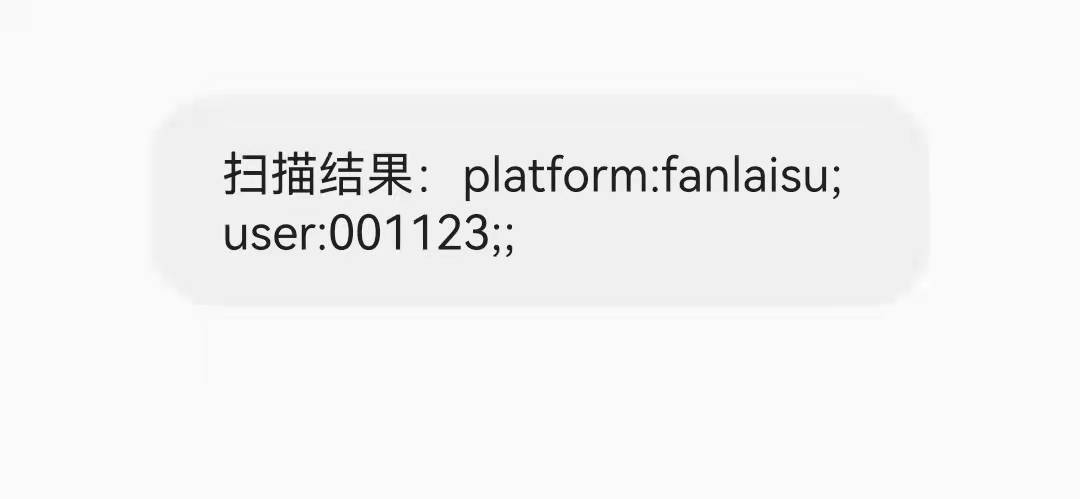 扫描结果：platform:fanlaisu;
user:001123;;